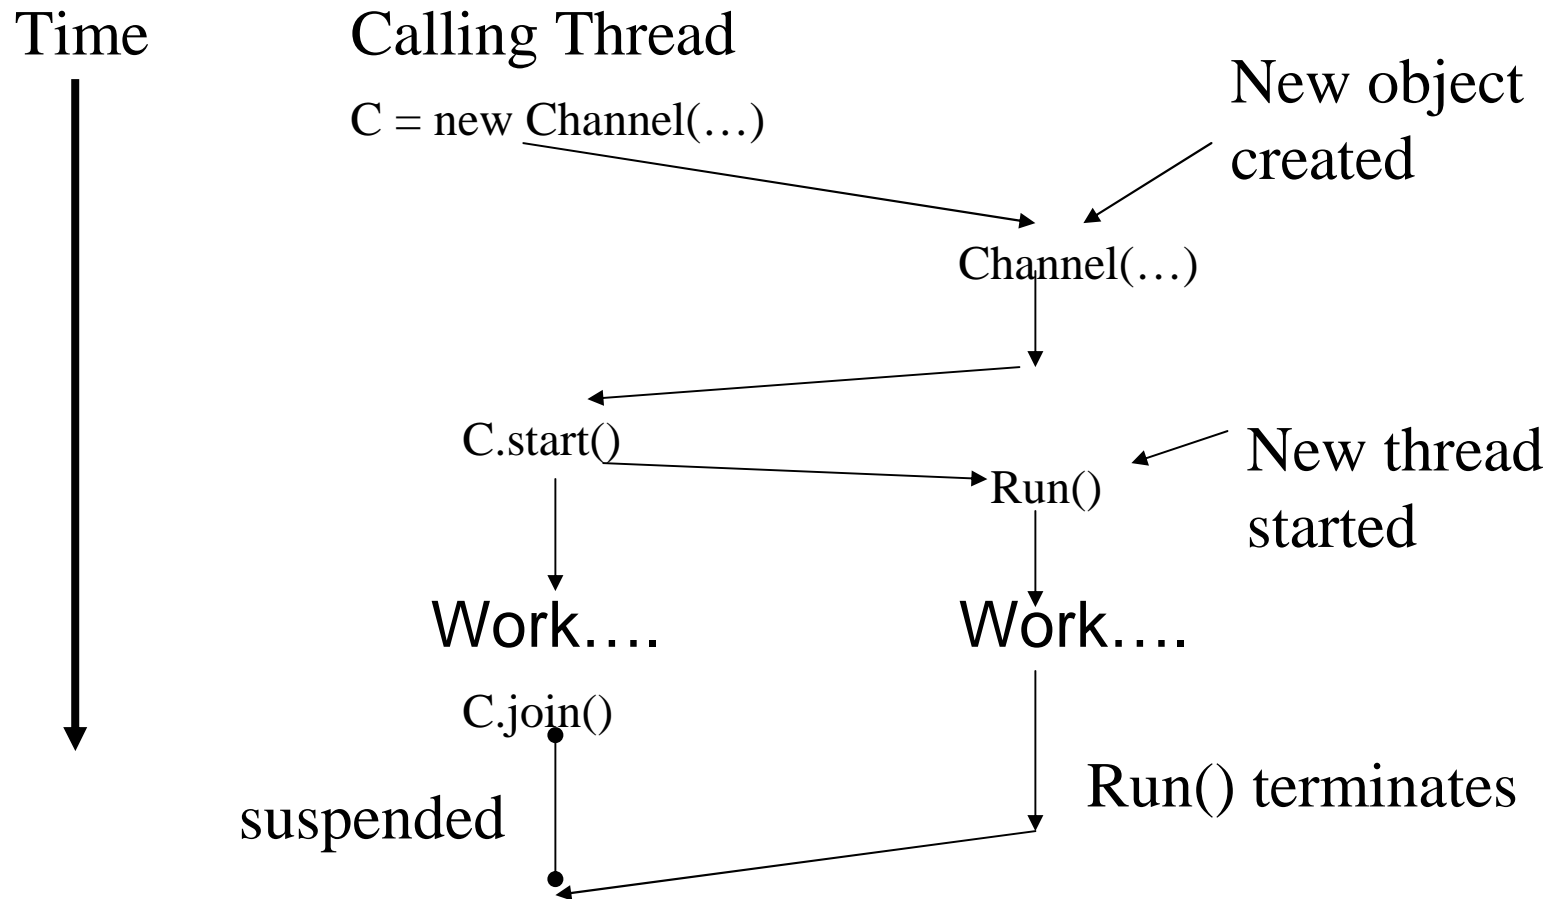 Time
Calling Thread
C = new Channel(…)
New object
created
Channel(…)
C.start()
Run()
New thread
started
Work….
Work….
C.join()
suspended
Run() terminates